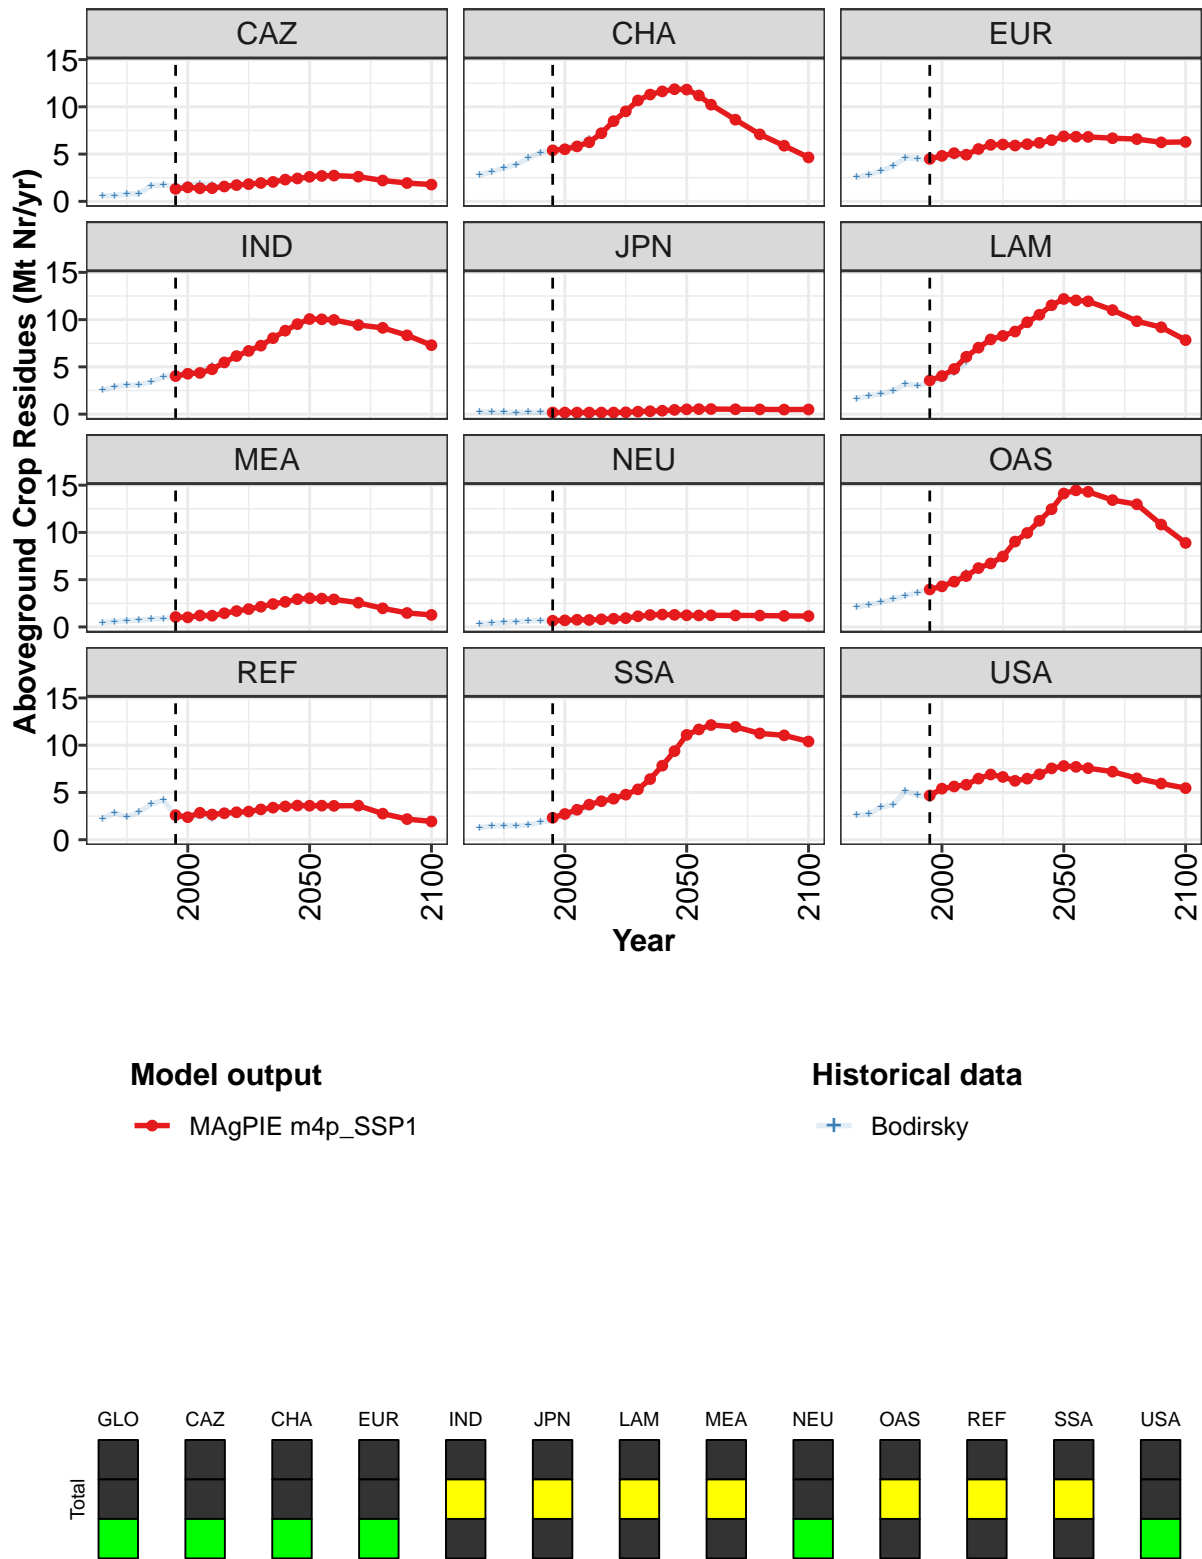 CAZ CHA EUR
15
10
5
0
IND JPN LAM
15
10
5
0
MEA NEU OAS
15
10
5
0
REF SSA USA
15
10
5
0
Aboveground Crop Residues (Mt Nr/yr)
2000 2050 2100 2000 2050 2100 2000 2050 2100
Year
Model output
MAgPIE m4p_SSP1
Historical data
Bodirsky
GLO CAZ CHA EUR IND JPN LAM MEA NEU OAS REF SSA USA
Total